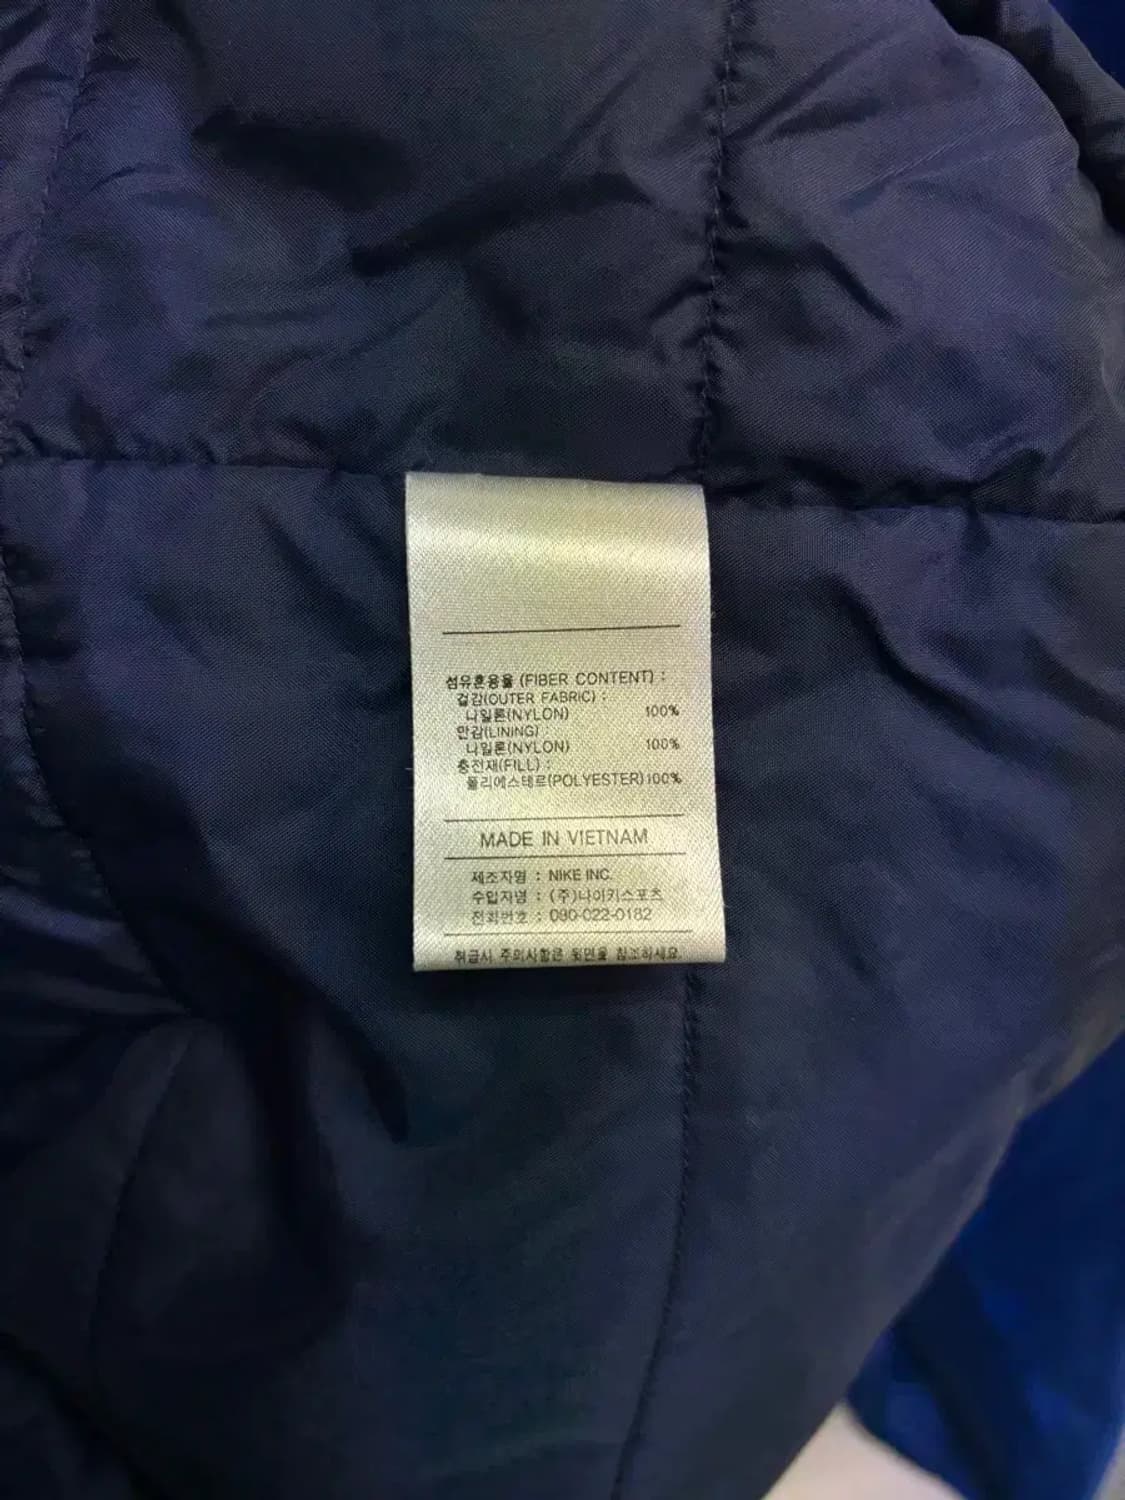 섬유혼용율 (FIBER CONTENT) :
겉감(OUTER FABRIC) :
나일론(NYLON) 100%
안감(LINING) :
나일론(NYLON) 100%
충전재(FILL) :
폴리에스테르(POLYESTER)100%
MADE IN VIETNAM
제조자명 : NIKE INC.
수입자명 : (주)나이키스포츠
전화번호 : 080-022-0182
취급시 주의사항은 뒷면을 참조하세요.